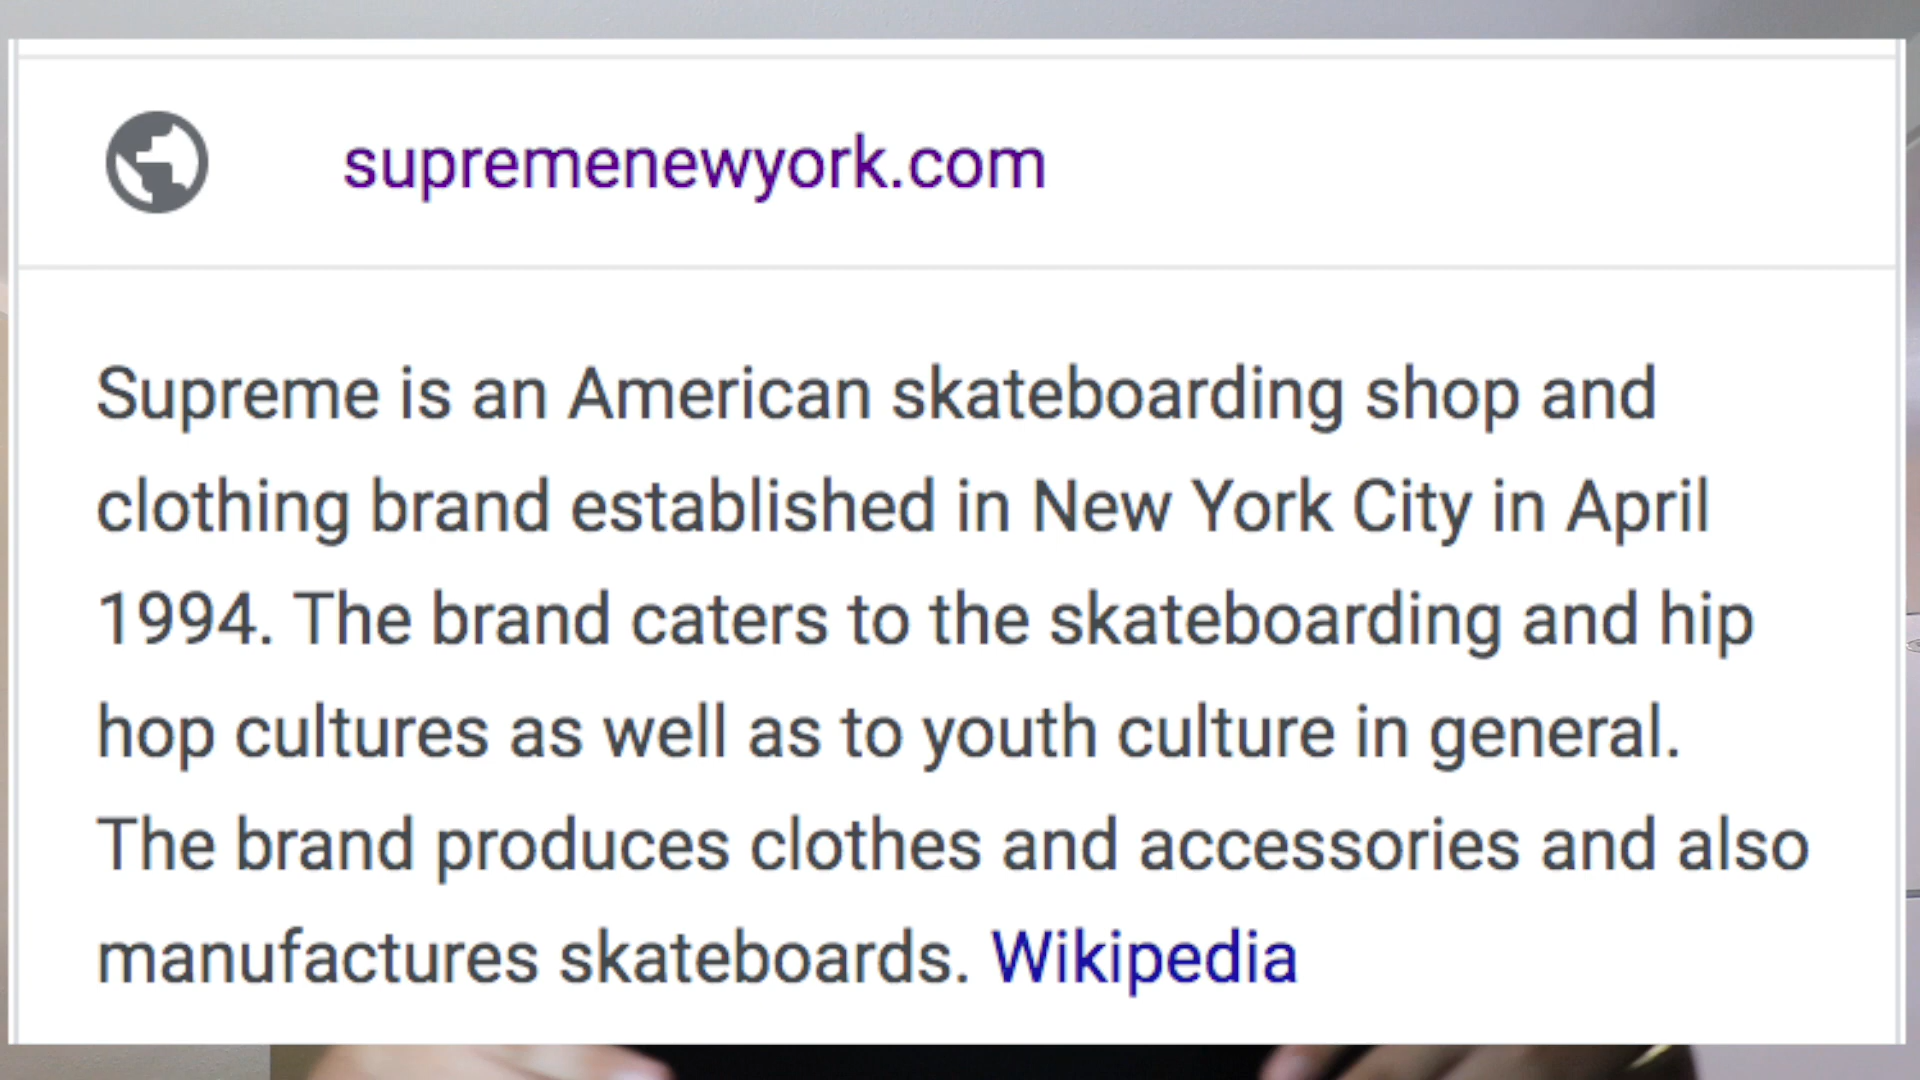 supremenewyork.com
Supreme is an American skateboarding shop and
clothing brand established in New York City in April
1994. The brand caters to the skateboarding and hip
hop cultures as well as to youth culture in general.
The brand produces clothes and accessories and also
manufactures skateboards. Wikipedia